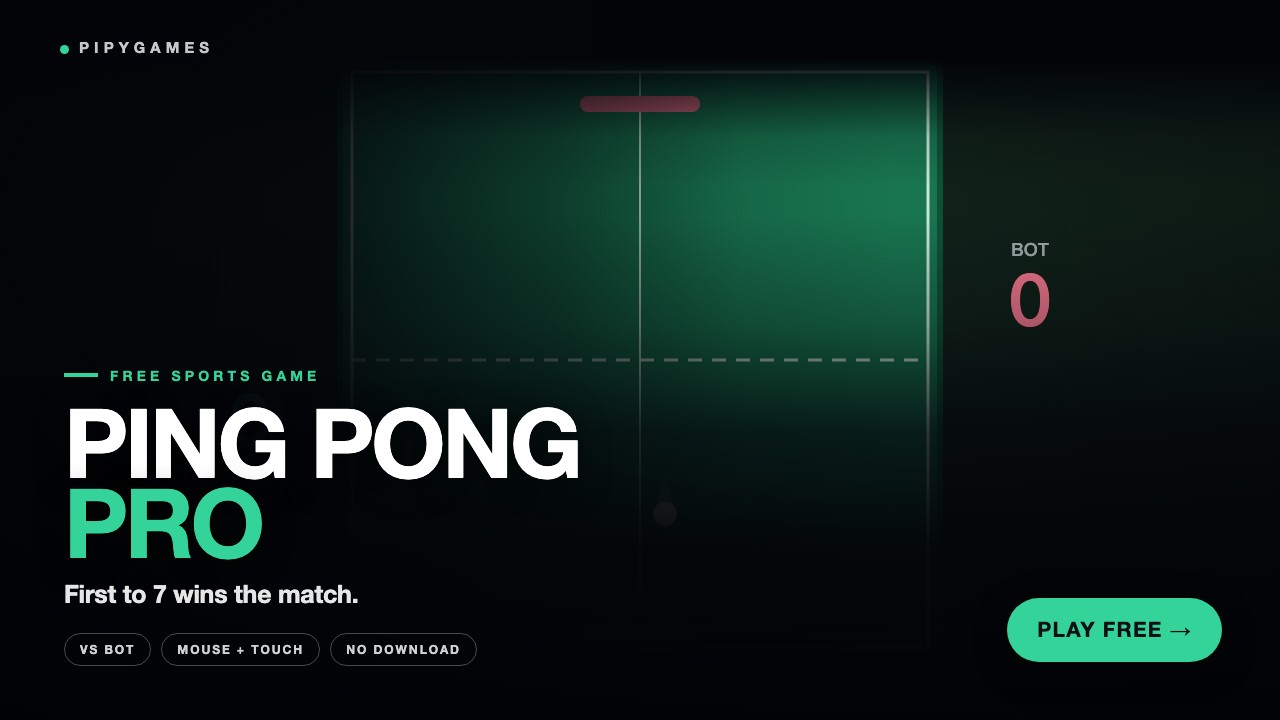 PIPYGAMES
BOT
0
FREE SPORTS GAME
PING PONG
PRO
First to 7 wins the match.
VS BOT
MOUSE + TOUCH
NO DOWNLOAD
PLAY FREE →